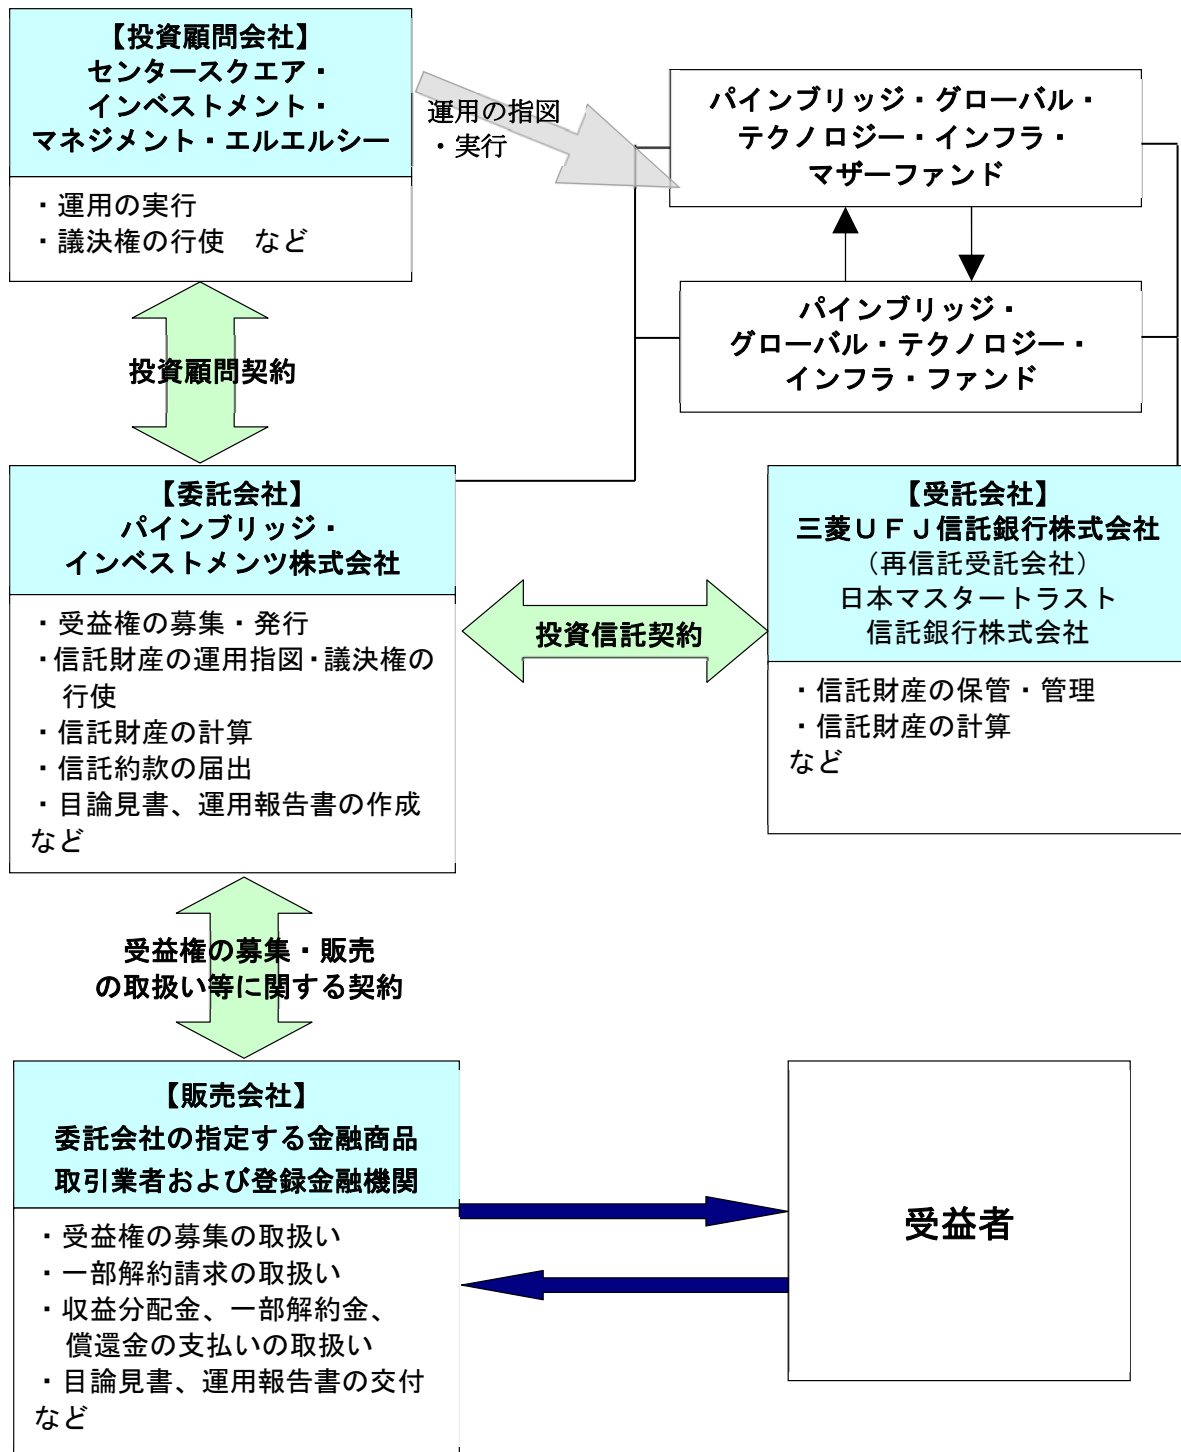 【投資顧問会社】
センタースクエア・
インベストメント・
マネジメント・エルエルシー
・運用の実行
・議決権の行使　など
運用の指図
・実行
パインブリッジ・グローバル・
テクノロジー・インフラ・
マザーファンド
パインブリッジ・
グローバル・テクノロジー・
インフラ・ファンド
投資顧問契約
【委託会社】
パインブリッジ・
インベストメンツ株式会社
・受益権の募集・発行
・信託財産の運用指図・議決権の
行使
・信託財産の計算
・信託約款の届出
・目論見書、運用報告書の作成
など
投資信託契約
【受託会社】
三菱ＵＦＪ信託銀行株式会社
（再信託受託会社）
日本マスタートラスト
信託銀行株式会社
・信託財産の保管・管理
・信託財産の計算
など
受益権の募集・販売
の取扱い等に関する契約
【販売会社】
委託会社の指定する金融商品
取引業者および登録金融機関
・受益権の募集の取扱い
・一部解約請求の取扱い
・収益分配金、一部解約金、
償還金の支払いの取扱い
・目論見書、運用報告書の交付
など
受益者